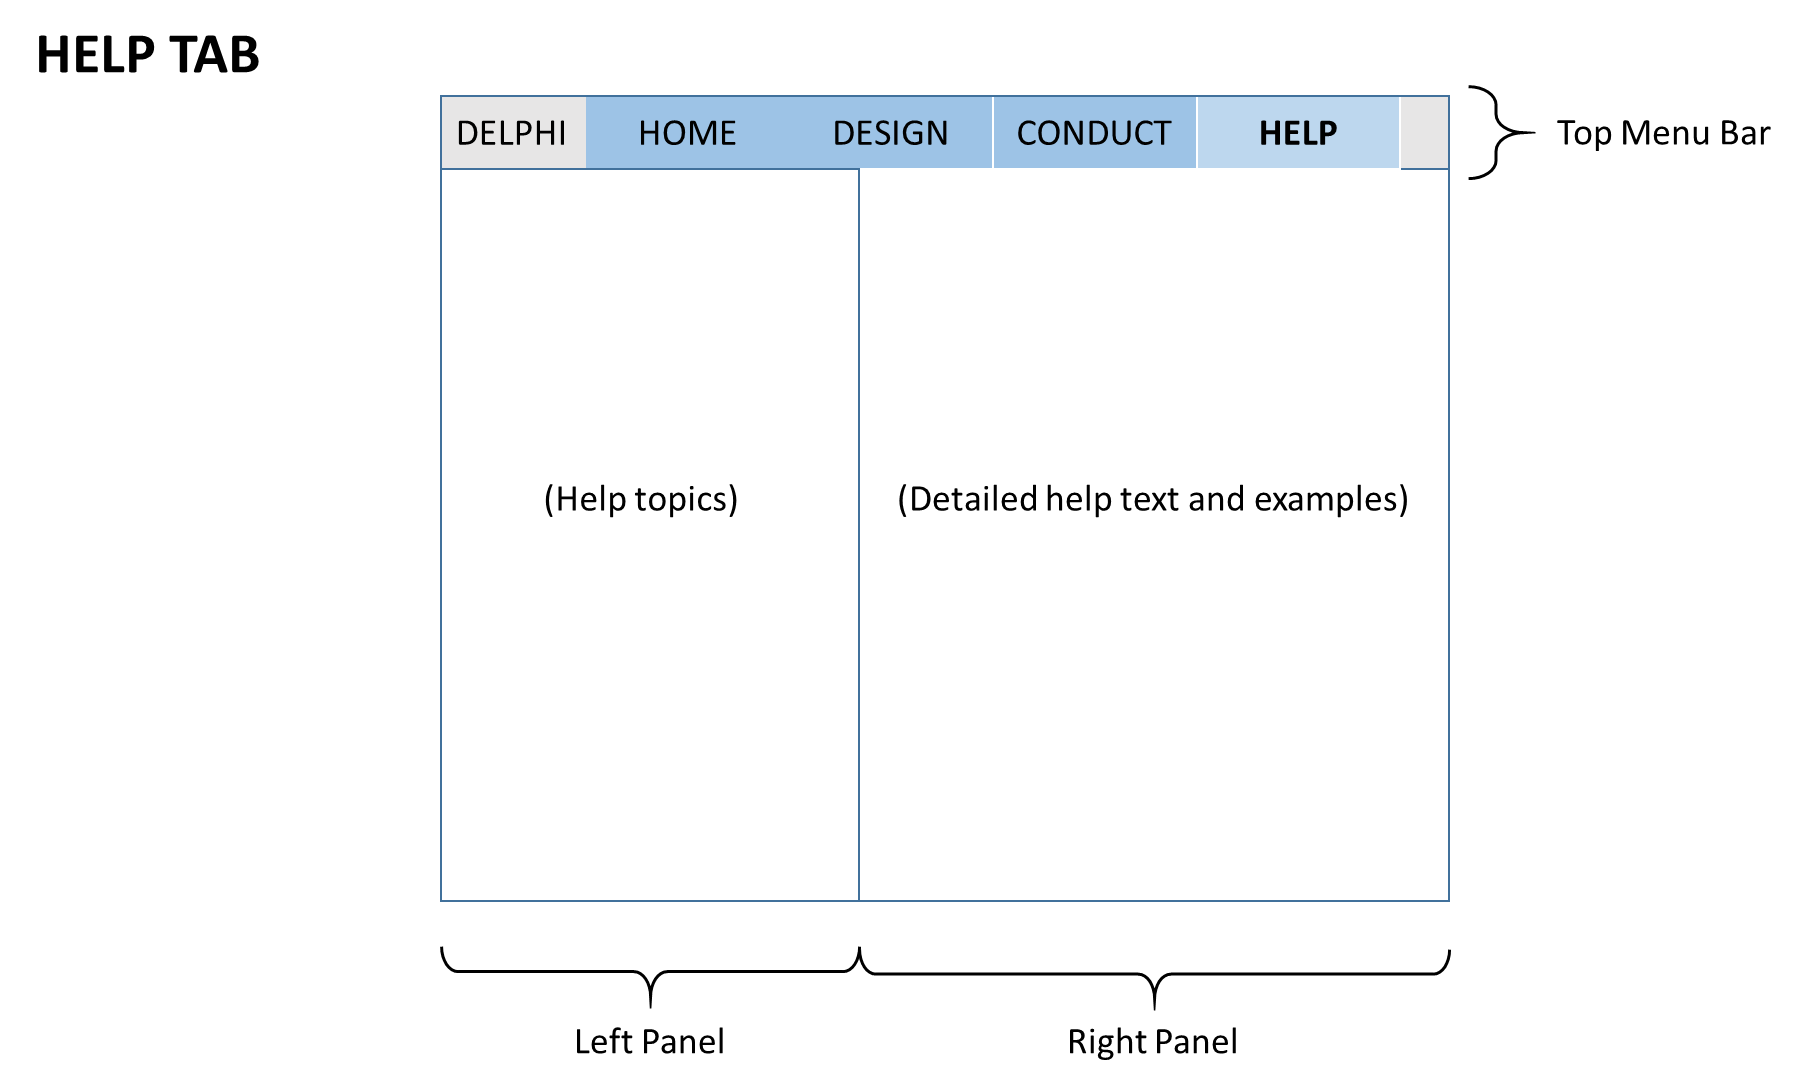 HELP TAB
DELPHI HOME DESIGN CONDUCT HELP
Top Menu Bar
(Help topics)
(Detailed help text and examples)
Left Panel
Right Panel